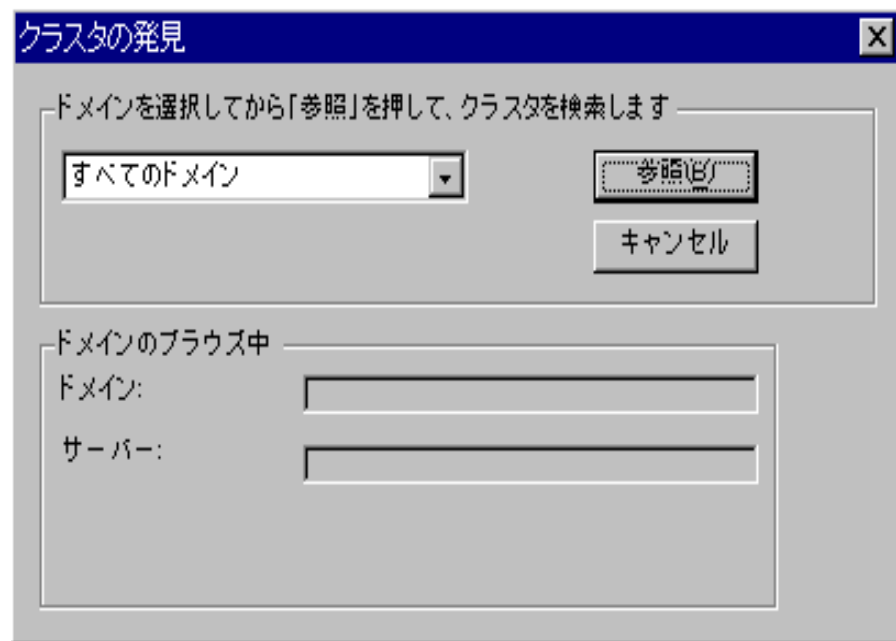 クラスタの発見
ドメインを選択してから「参照」を押して、クラスタを検索します
すべてのドメイン
参照(B)
キャンセル
ドメインのブラウズ中
ドメイン:
サーバー: